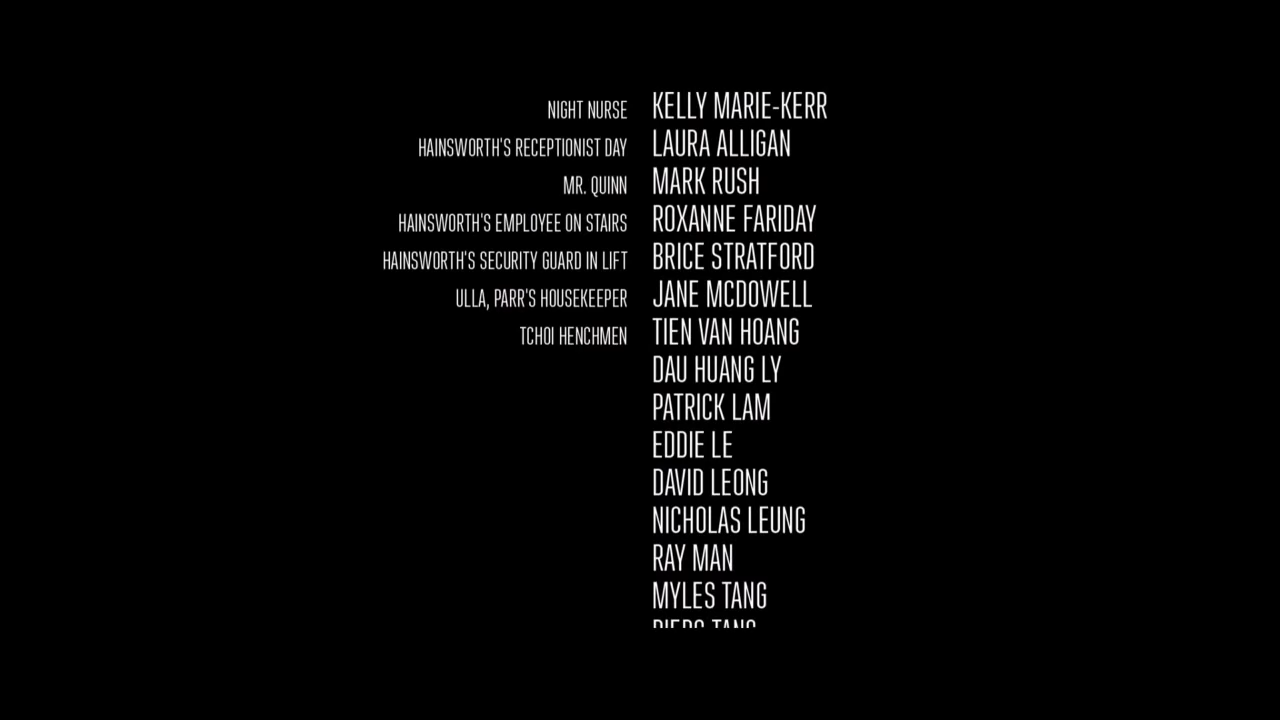 NIGHT NURSE KELLY MARIE-KERR
HAINSWORTH'S RECEPTIONIST DAY LAURA ALLIGAN
MR. QUINN MARK RUSH
HAINSWORTH'S EMPLOYEE ON STAIRS ROXANNE FARIDAY
HAINSWORTH'S SECURITY GUARD IN LIFT BRICE STRATFORD
ULLA, PARR'S HOUSEKEEPER JANE MCDOWELL
TCHOI HENCHMEN TIEN VAN HOANG
DAU HUANG LY
PATRICK LAM
EDDIE LE
DAVID LEONG
NICHOLAS LEUNG
RAY MAN
MYLES TANG